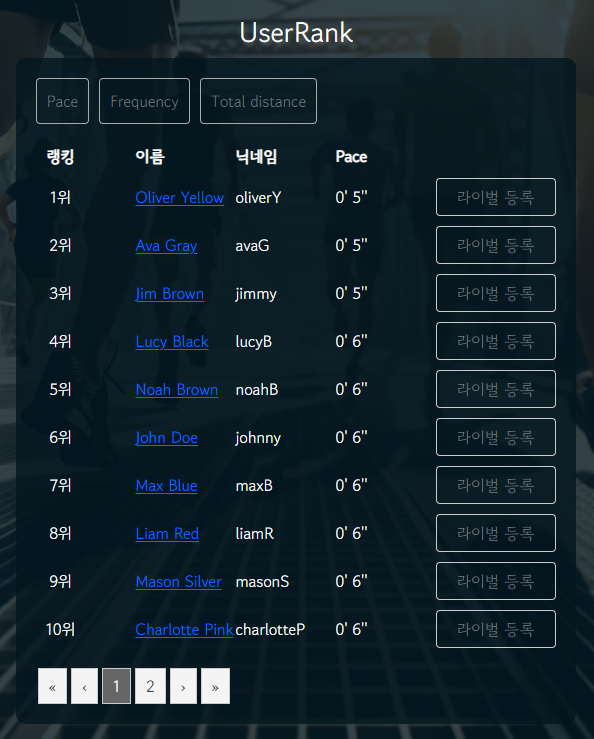 UserRank
Pace Frequency Total distance
랭킹 이름 닉네임 Pace
1위 Oliver Yellow oliverY 0' 5" 라이벌 등록
2위 Ava Gray avaG 0' 5" 라이벌 등록
3위 Jim Brown jimmy 0' 5" 라이벌 등록
4위 Lucy Black lucyB 0' 6" 라이벌 등록
5위 Noah Brown noahB 0' 6" 라이벌 등록
6위 John Doe johnny 0' 6" 라이벌 등록
7위 Max Blue maxB 0' 6" 라이벌 등록
8위 Liam Red liamR 0' 6" 라이벌 등록
9위 Mason Silver masonS 0' 6" 라이벌 등록
10위 Charlotte Pink charlotteP 0' 6" 라이벌 등록
« ‹ 1 2 › »